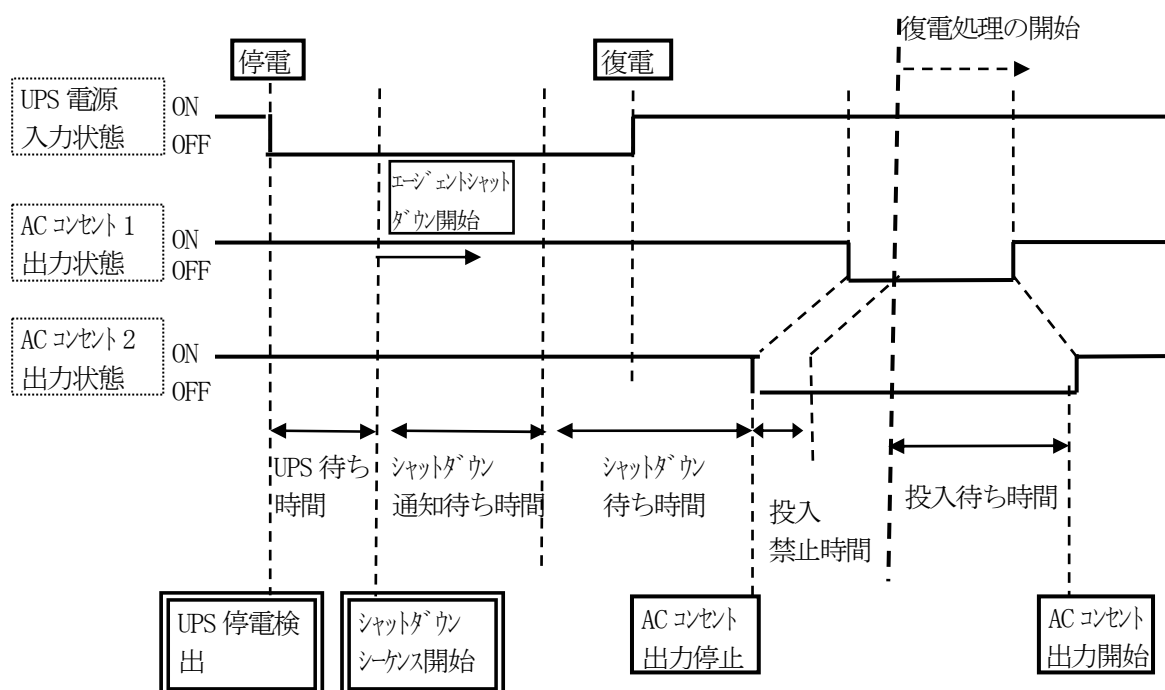 復電処理の開始
停電
復電
UPS 電源
入力状態
ON
OFF
エージェントシャット
ダウン開始
AC コンセント 1
出力状態
ON
OFF
AC コンセント 2
出力状態
ON
OFF
UPS 待ち
時間
シャットダウン
通知待ち時間
シャットダウン
待ち時間
投入
禁止時間
投入待ち時間
UPS 停電検
出
シャットダウン
シーケンス開始
AC コンセント
出力停止
AC コンセント
出力開始